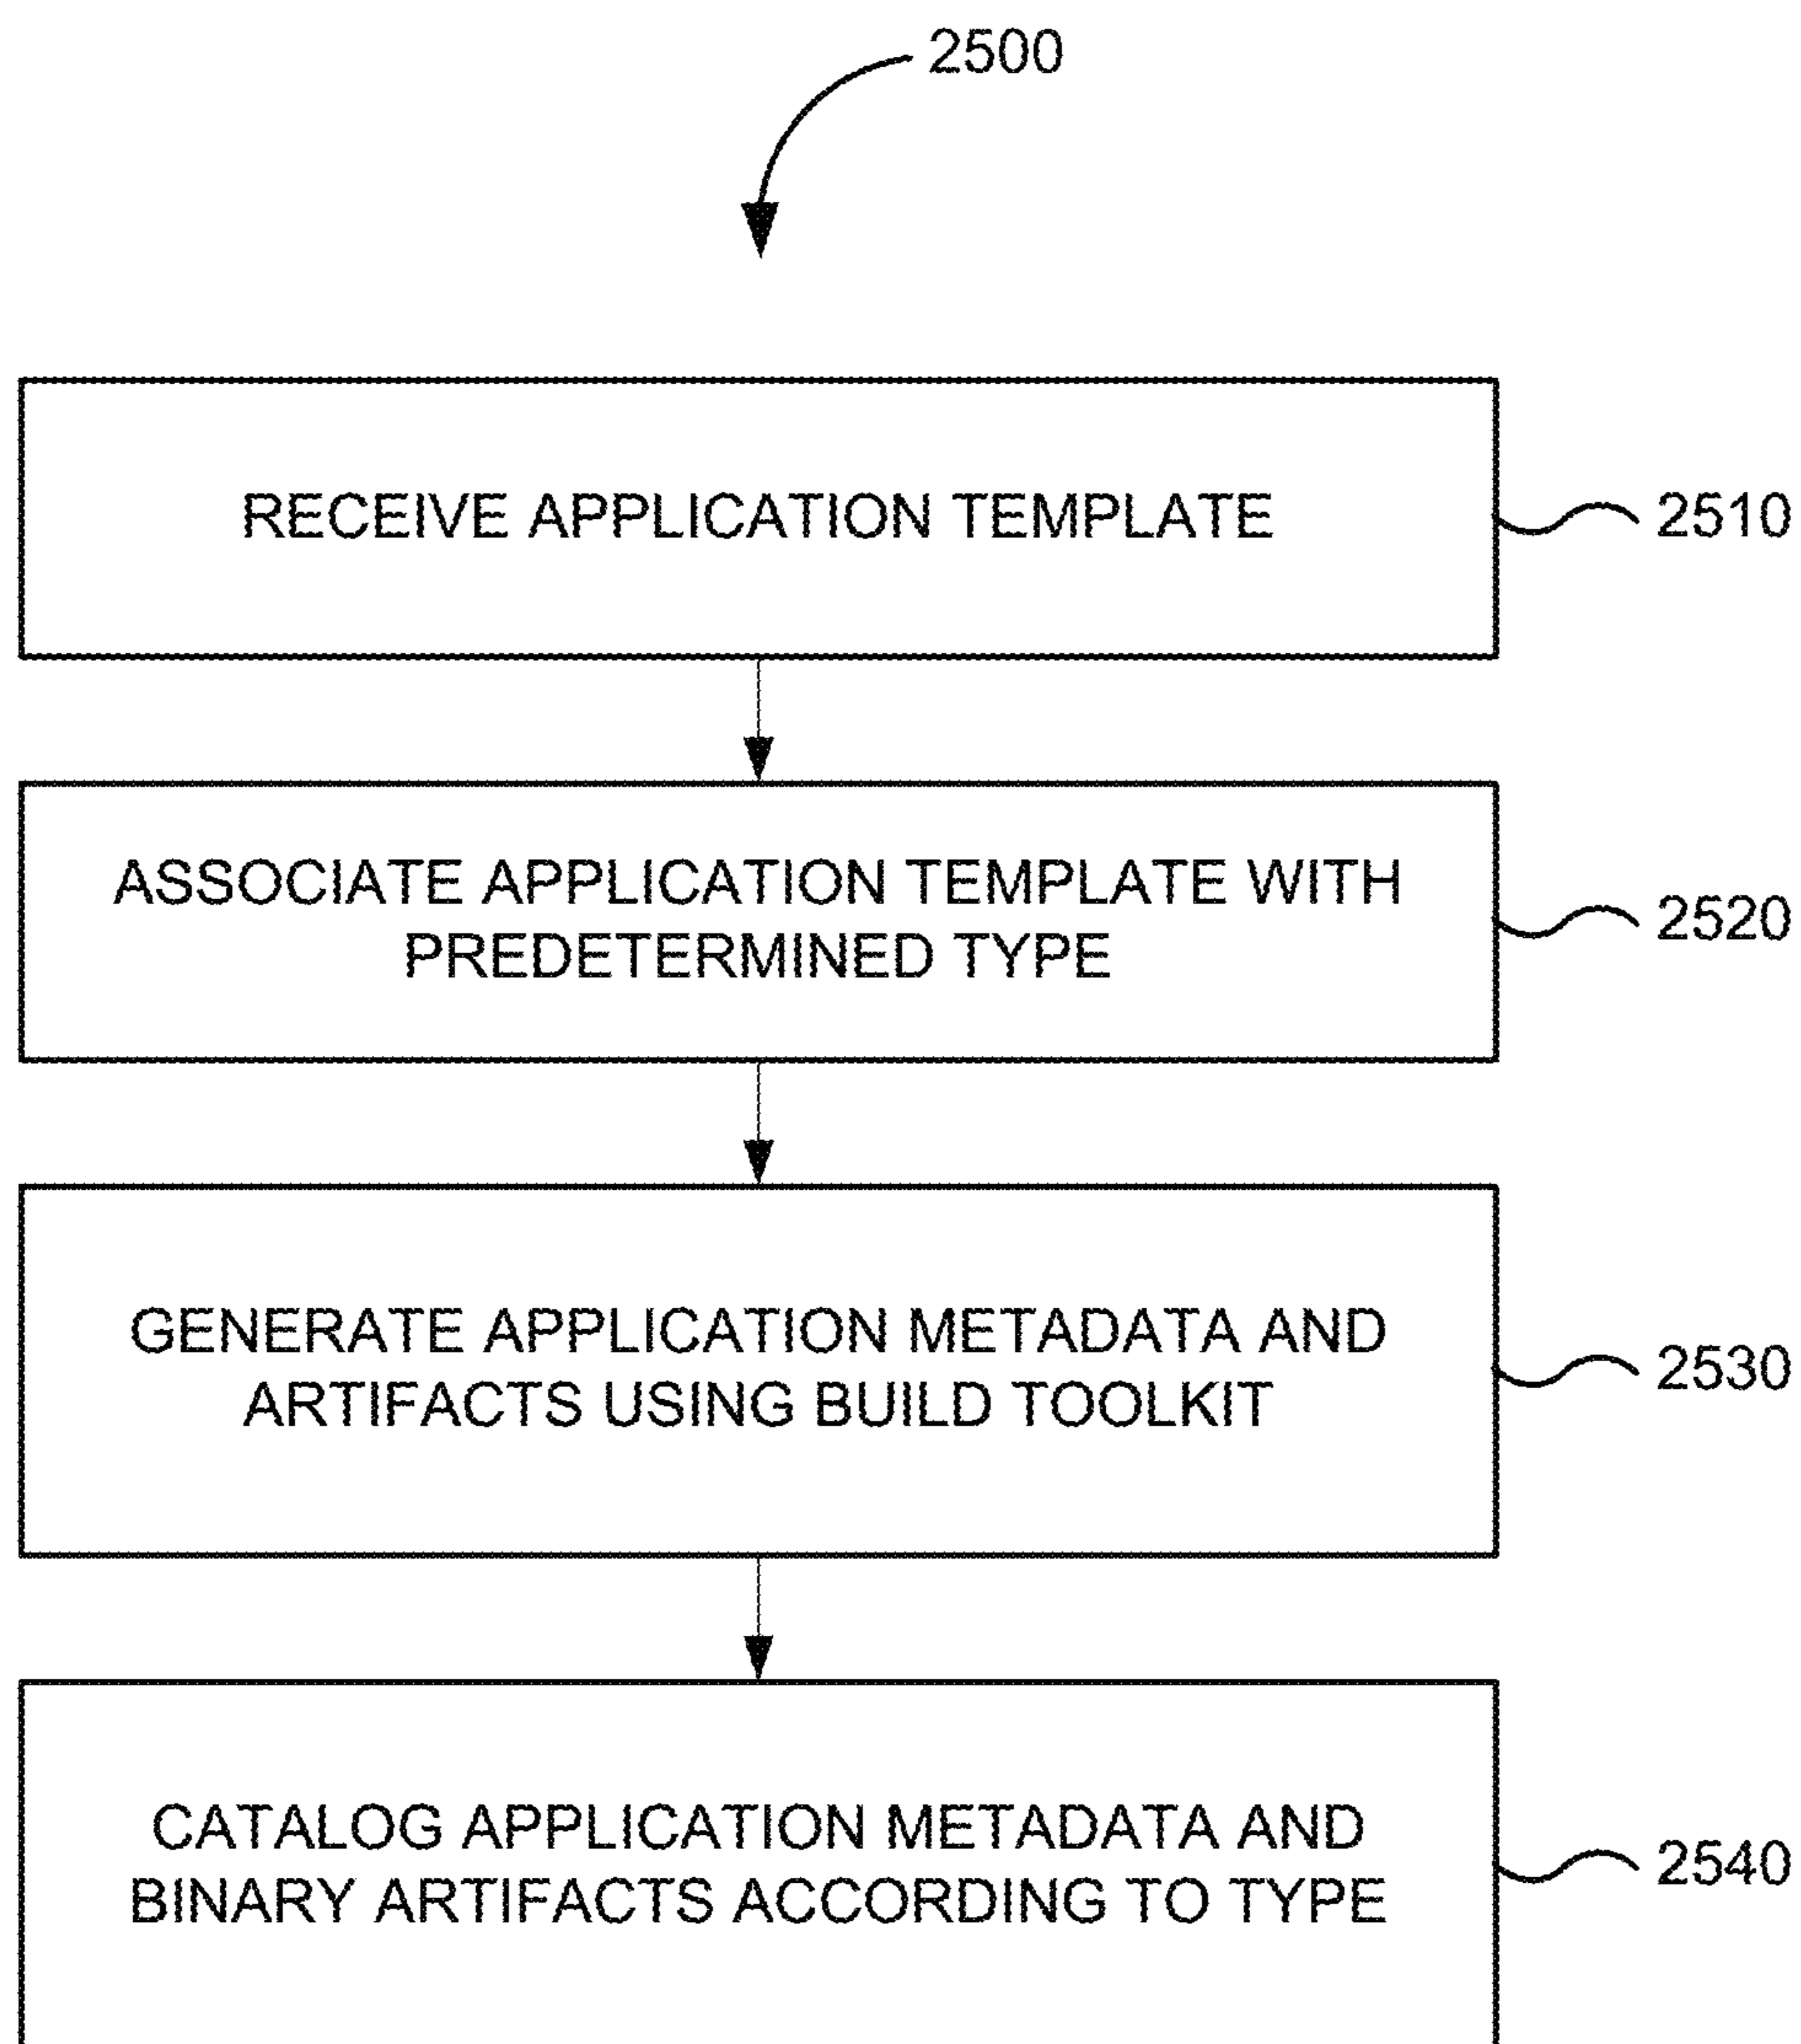 2500
RECEIVE APPLICATION TEMPLATE
2510
ASSOCIATE APPLICATION TEMPLATE WITH
PREDETERMINED TYPE
2520
GENERATE APPLICATION METADATA AND
ARTIFACTS USING BUILD TOOLKIT
2530
CATALOG APPLICATION METADATA AND
BINARY ARTIFACTS ACCORDING TO TYPE
2540